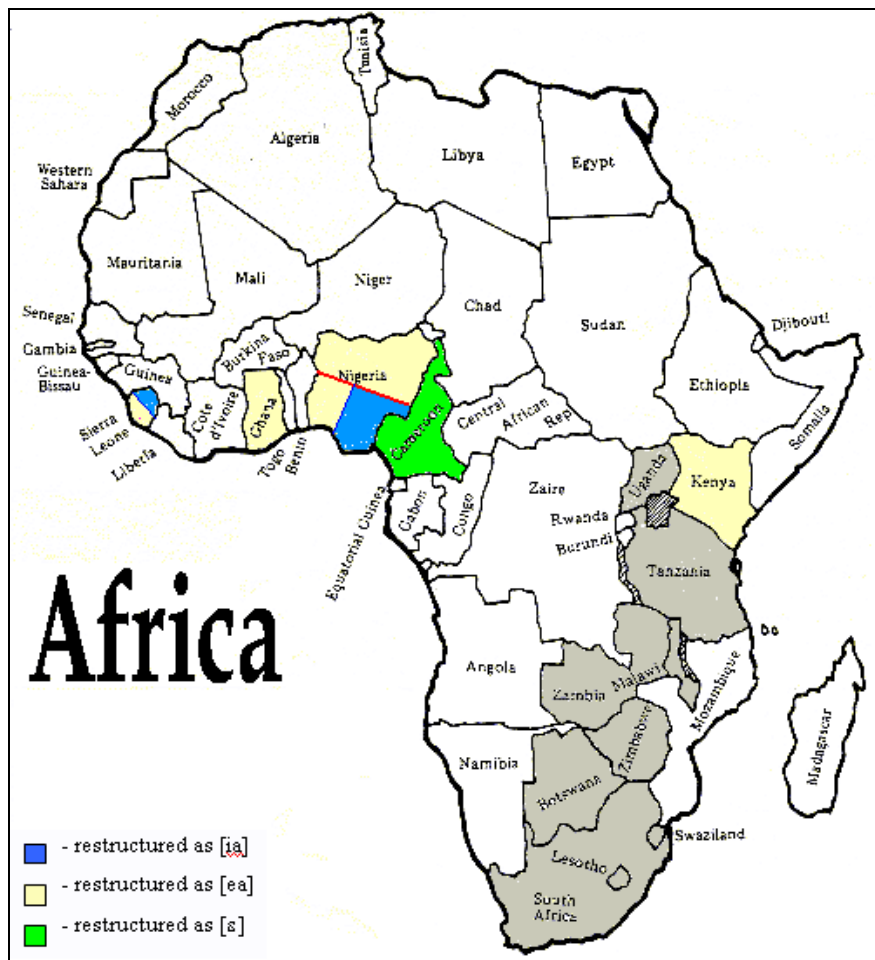 Tunisia
Morocco
Algeria
Libya
Egypt
Western
Sahara
Mauritania
Mali
Niger
Chad
Sudan
Senegal
Gambia
Guinea-
Bissau
Guinea
Burkina
Faso
Nigeria
Djibouti
Ethiopia
Somalia
Sierra
Leone
Liberia
Cote
d'Ivoire
Ghana
Togo
Benin
Cameroon
Central
African Rep
Equatorial Guinea
Gabon
Congo
Zaire
Uganda
Kenya
Rwanda
Burundi
Tanzania
Africa
Angola
Zambia
Malawi
Mozambique
Zimbabwe
Madagascar
Namibia
Botswana
Swaziland
Lesotho
South
Africa
- restructured as [ia]
- restructured as [ea]
- restructured as [ε]